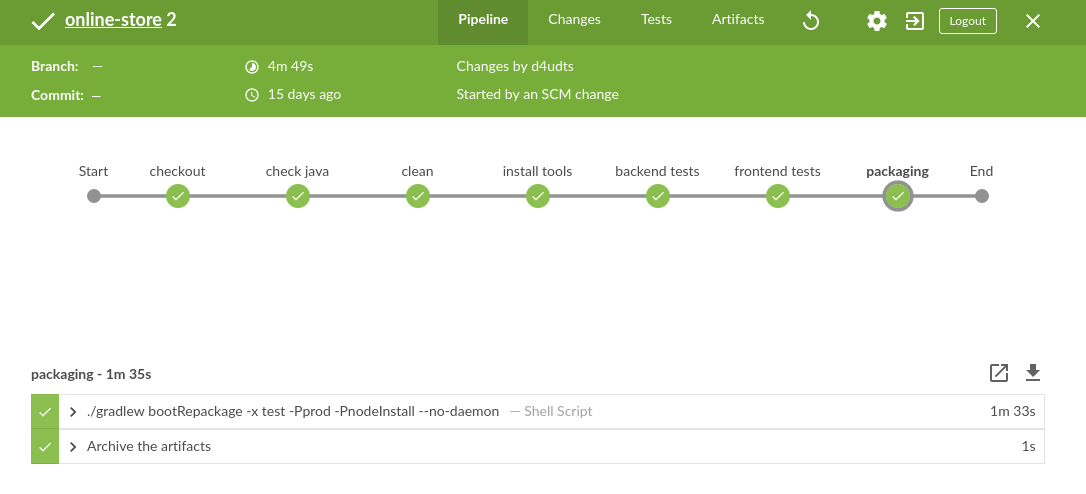 online-store 2 Pipeline Changes Tests Artifacts Logout
Branch: — 4m 49s Changes by d4udts
Commit: — 15 days ago Started by an SCM change
Start checkout check java clean install tools backend tests frontend tests packaging End
packaging - 1m 35s
./gradlew bootRepackage -x test -Pprod -PnodeInstall --no-daemon — Shell Script 1m 33s
Archive the artifacts 1s